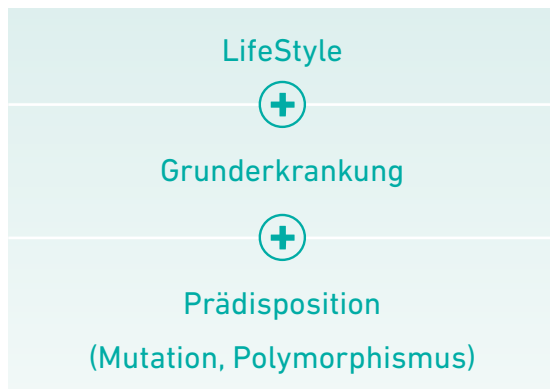 LifeStyle
+
Grunderkrankung
+
Prädisposition
(Mutation, Polymorphismus)